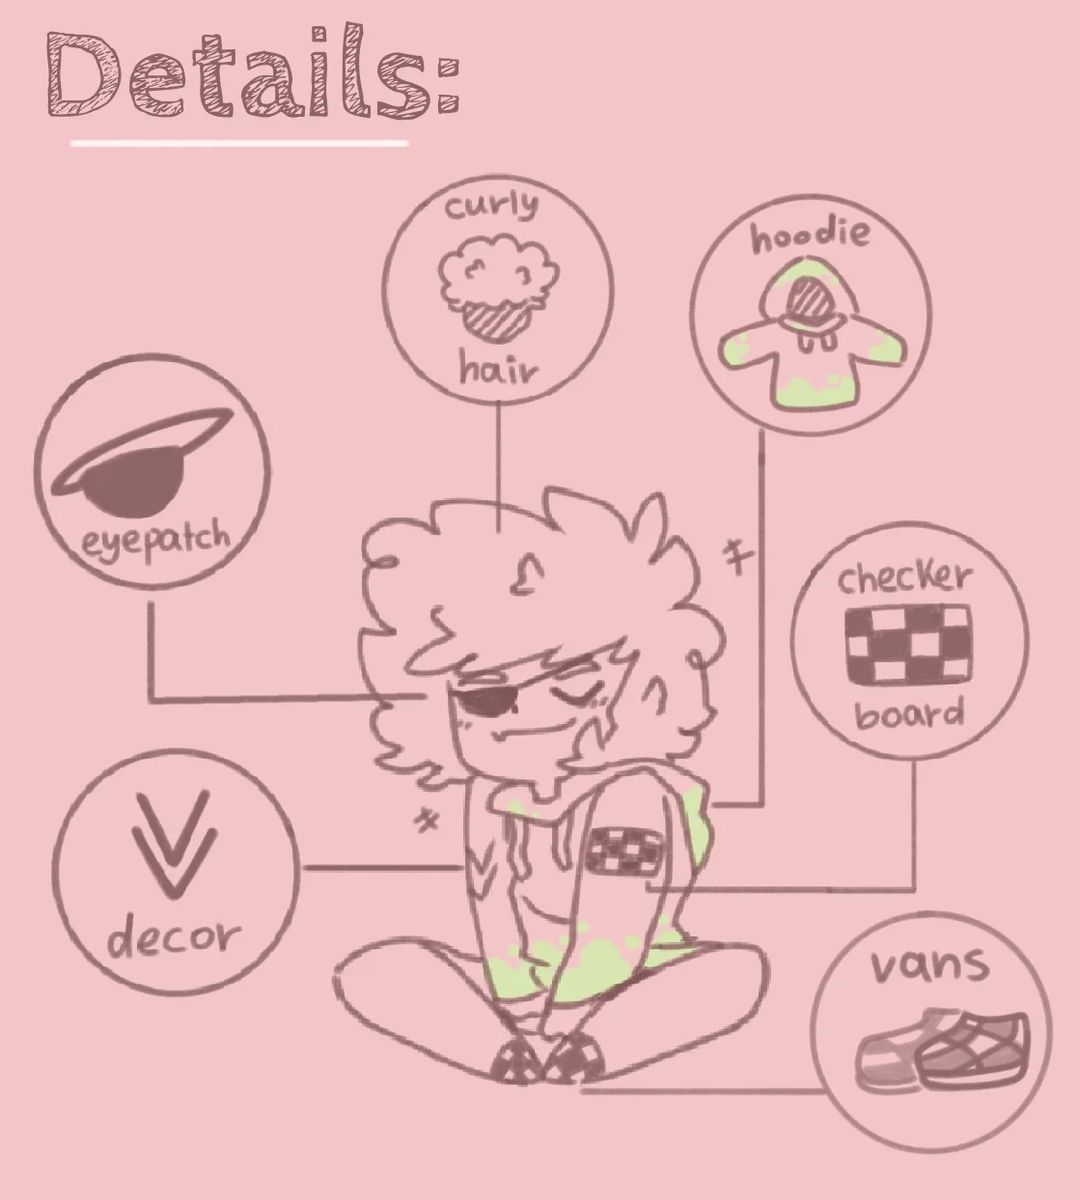 Details:
curly
hair
hoodie
eyepatch
checker
board
decor
vans